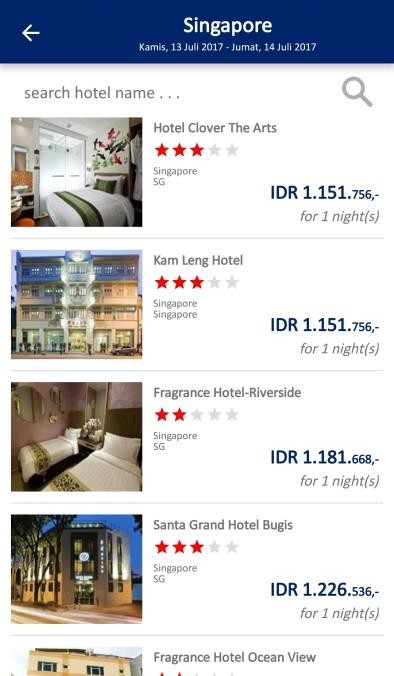 Singapore
Kamis, 13 Juli 2017 - Jumat, 14 Juli 2017
search hotel name . . .
Hotel Clover The Arts
Singapore
SG
IDR 1.151.756,-
for 1 night(s)
Kam Leng Hotel
Singapore
Singapore
IDR 1.151.756,-
for 1 night(s)
Fragrance Hotel-Riverside
Singapore
SG
IDR 1.181.668,-
for 1 night(s)
Santa Grand Hotel Bugis
Singapore
SG
IDR 1.226.536,-
for 1 night(s)
Fragrance Hotel Ocean View